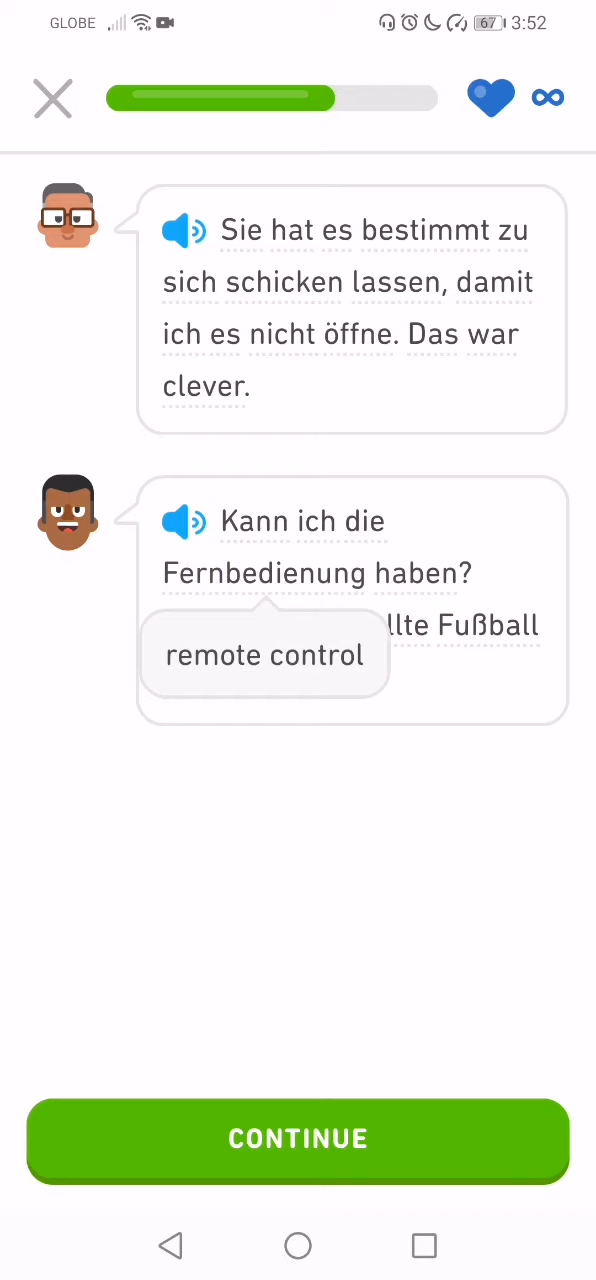 GLOBE
67
3:52
Sie hat es bestimmt zu
sich schicken lassen, damit
ich es nicht öffne. Das war
clever.
Kann ich die
Fernbedienung haben?
Fußball
remote control
CONTINUE